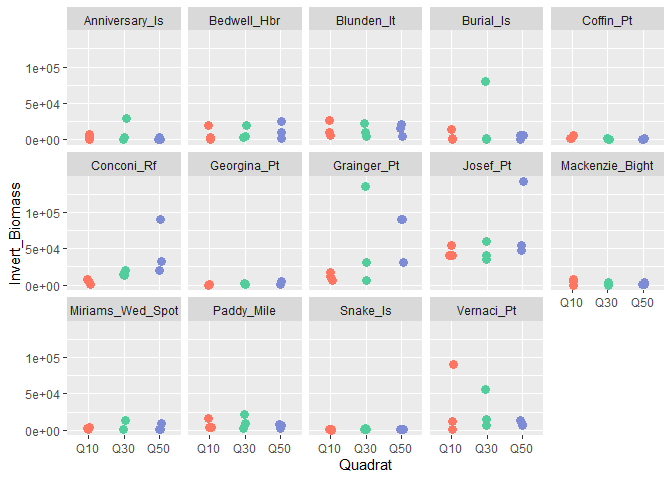 Anniversary_Is Bedwell_Hbr Blunden_It Burial_Is Coffin_Pt
1e+05
5e+04
0e+00
Conconi_Rf Georgina_Pt Grainger_Pt Josef_Pt Mackenzie_Bight
1e+05
5e+04
0e+00
Q10 Q30 Q50
Miriams_Wed_Spot Paddy_Mile Snake_Is Vernaci_Pt
1e+05
5e+04
0e+00
Q10 Q30 Q50 Q10 Q30 Q50 Q10 Q30 Q50 Q10 Q30 Q50
Quadrat
Invert_Biomass